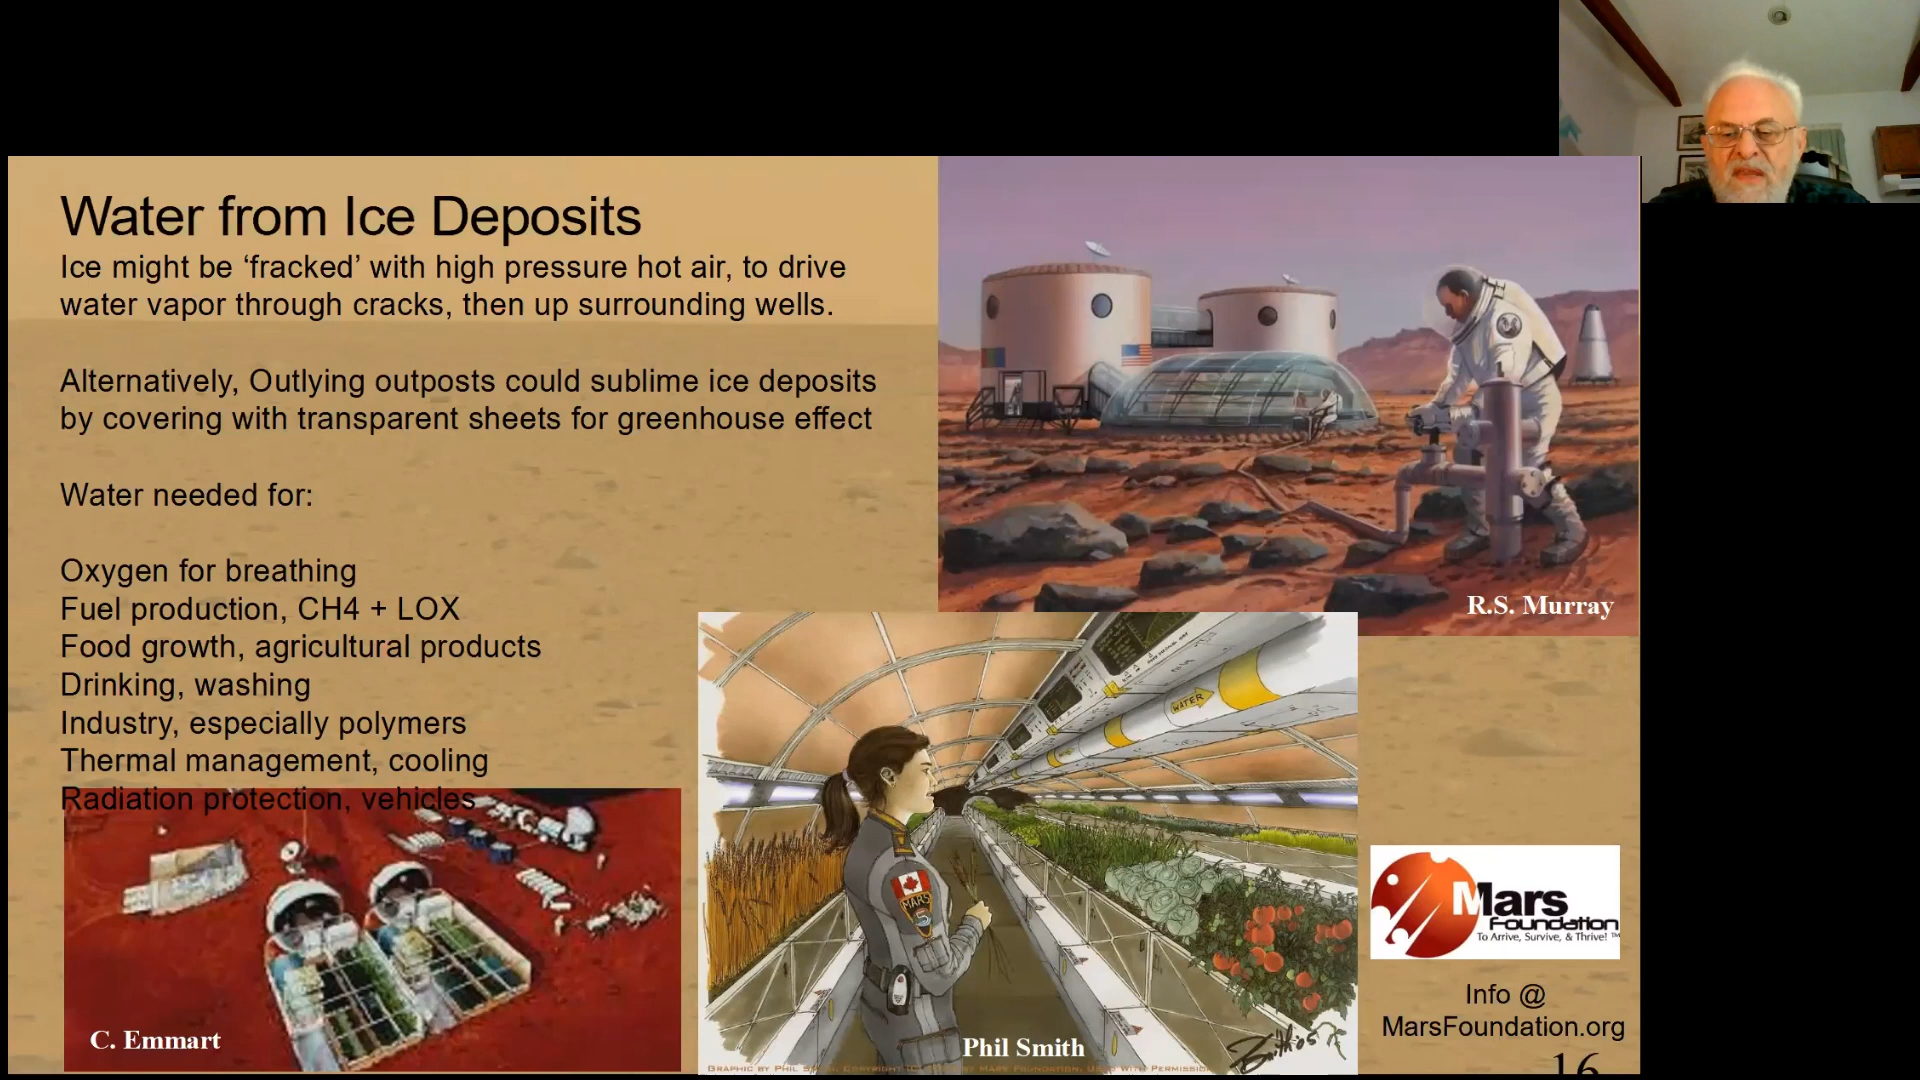 Water from Ice Deposits
Ice might be ‘fracked’ with high pressure hot air, to drive
water vapor through cracks, then up surrounding wells.
Alternatively, Outlying outposts could sublime ice deposits
by covering with transparent sheets for greenhouse effect
Water needed for:
Oxygen for breathing
Fuel production, CH4 + LOX
Food growth, agricultural products
Drinking, washing
Industry, especially polymers
Thermal management, cooling
Radiation protection, vehicles
C. Emmart
R.S. Murray
WATER
MARS
5
Phil Smith
Mars
Foundation
To Arrive, Survive, & Thrive! ™
Info @
MarsFoundation.org
16